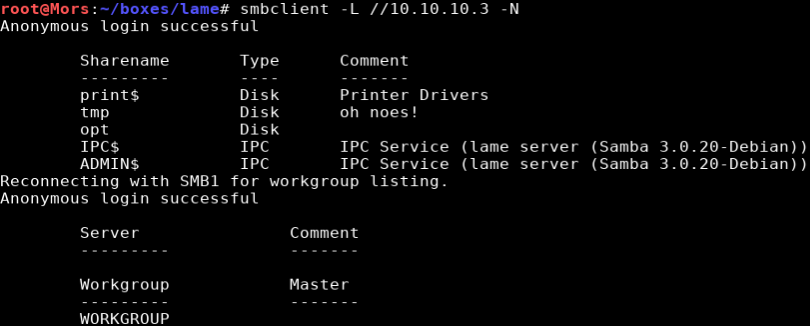 root@Mors:~/boxes/lame# smbclient -L //10.10.10.3 -N
Anonymous login successful
Sharename Type Comment
--------- ---- -------
print$ Disk Printer Drivers
tmp Disk oh noes!
opt Disk
IPC$ IPC IPC Service (lame server (Samba 3.0.20-Debian))
ADMIN$ IPC IPC Service (lame server (Samba 3.0.20-Debian))
Reconnecting with SMB1 for workgroup listing.
Anonymous login successful
Server Comment
--------- -------
Workgroup Master
--------- -------
WORKGROUP